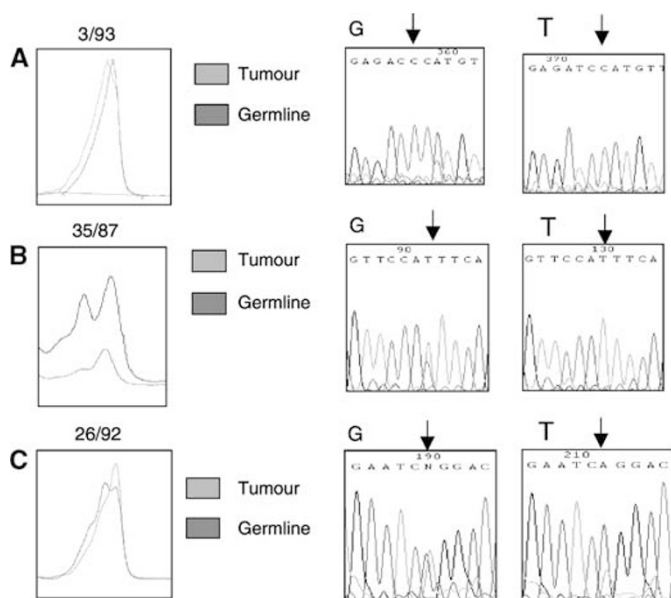 3/93
A
Tumour
Germline
G
360
GAGACCCATGT
T
370
GAGATCCATGTT
35/87
B
Tumour
Germline
G
90
GTTCCATTTCA
T
130
GTTCCATTTCA
26/92
C
Tumour
Germline
G
190
GAATCNGGAC
T
210
GAATCAGGAC